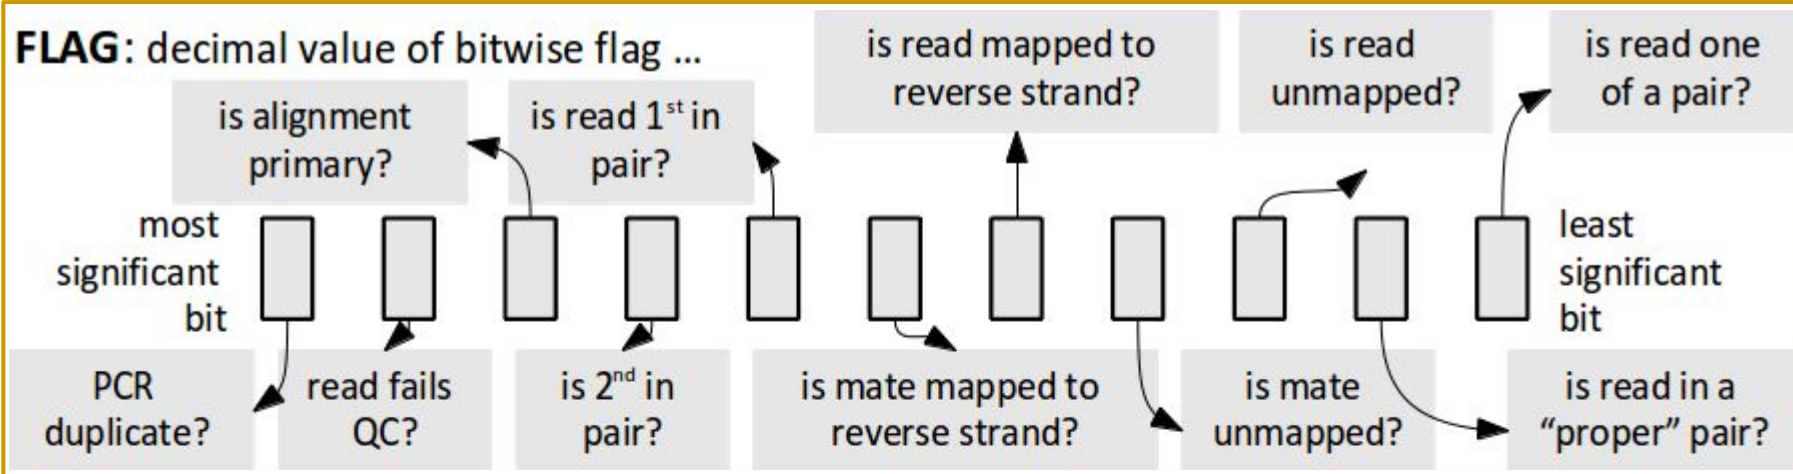 FLAG: decimal value of bitwise flag ...
is alignment
primary?
is read 1st in
pair?
is read mapped to
reverse strand?
is read
unmapped?
is read one
of a pair?
most
significant
bit
least
significant
bit
PCR
duplicate?
read fails
QC?
is 2nd in
pair?
is mate mapped to
reverse strand?
is mate
unmapped?
is read in a
“proper” pair?